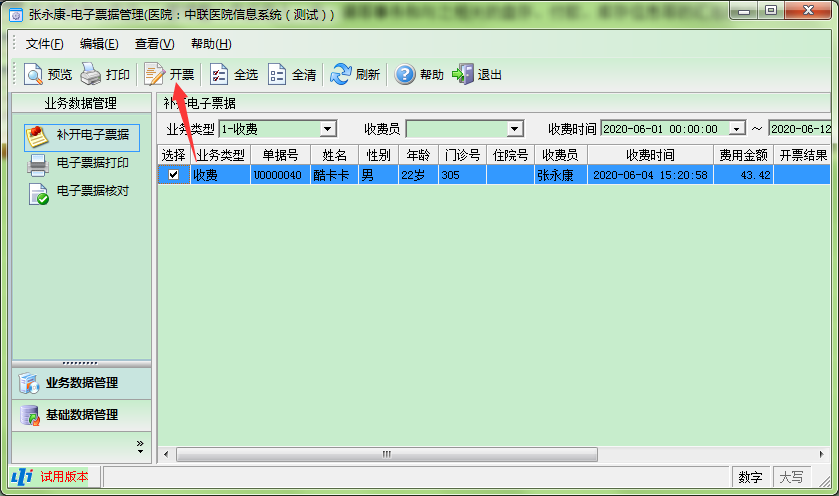 张永康-电子票据管理(医院：中联医院信息系统（测试）)
文件(F) 编辑(E) 查看(V) 帮助(H)
预览 打印 开票 全选 全清 刷新 帮助 退出
业务数据管理
补开电子票据
电子票据打印
电子票据核对
业务数据管理
基础数据管理
补开电子票据
业务类型 1-收费 收费员 收费时间 2020-06-01 00:00:00 ～ 2020-06-12
选择 业务类型 单据号 姓名 性别 年龄 门诊号 住院号 收费员 收费时间 费用金额 开票结果
收费 U0000040 酷卡卡 男 22岁 305 张永康 2020-06-04 15:20:58 43.42
试用版本 数字 大写